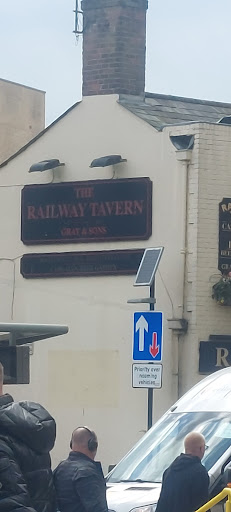 THE
RAILWAY TAVERN
GRAY & SONS
Priority over
oncoming
vehicles